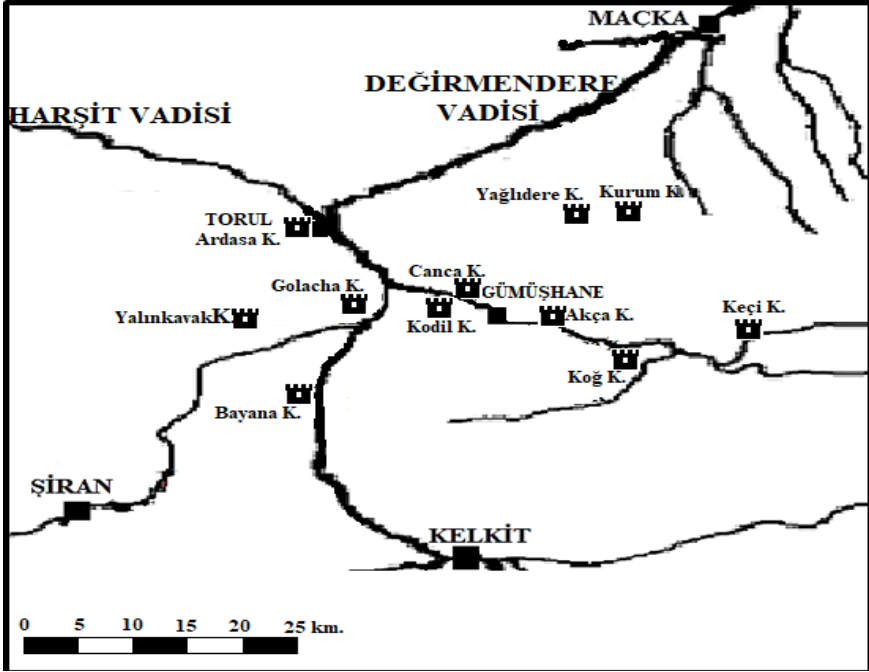 MAÇKA
DEĞİRMENDERE
VADİSİ
HARŞİT VADİSİ
Yağlıdere K.
Kurum K.
TORUL
Ardasa K.
Canca K.
Golacha K.
GÜMÜŞHANE
Yalınkavak K.
Kodil K.
Akça K.
Keçi K.
Koğ K.
Bayana K.
ŞİRAN
KELKİT
0 5 10 15 20 25 km.